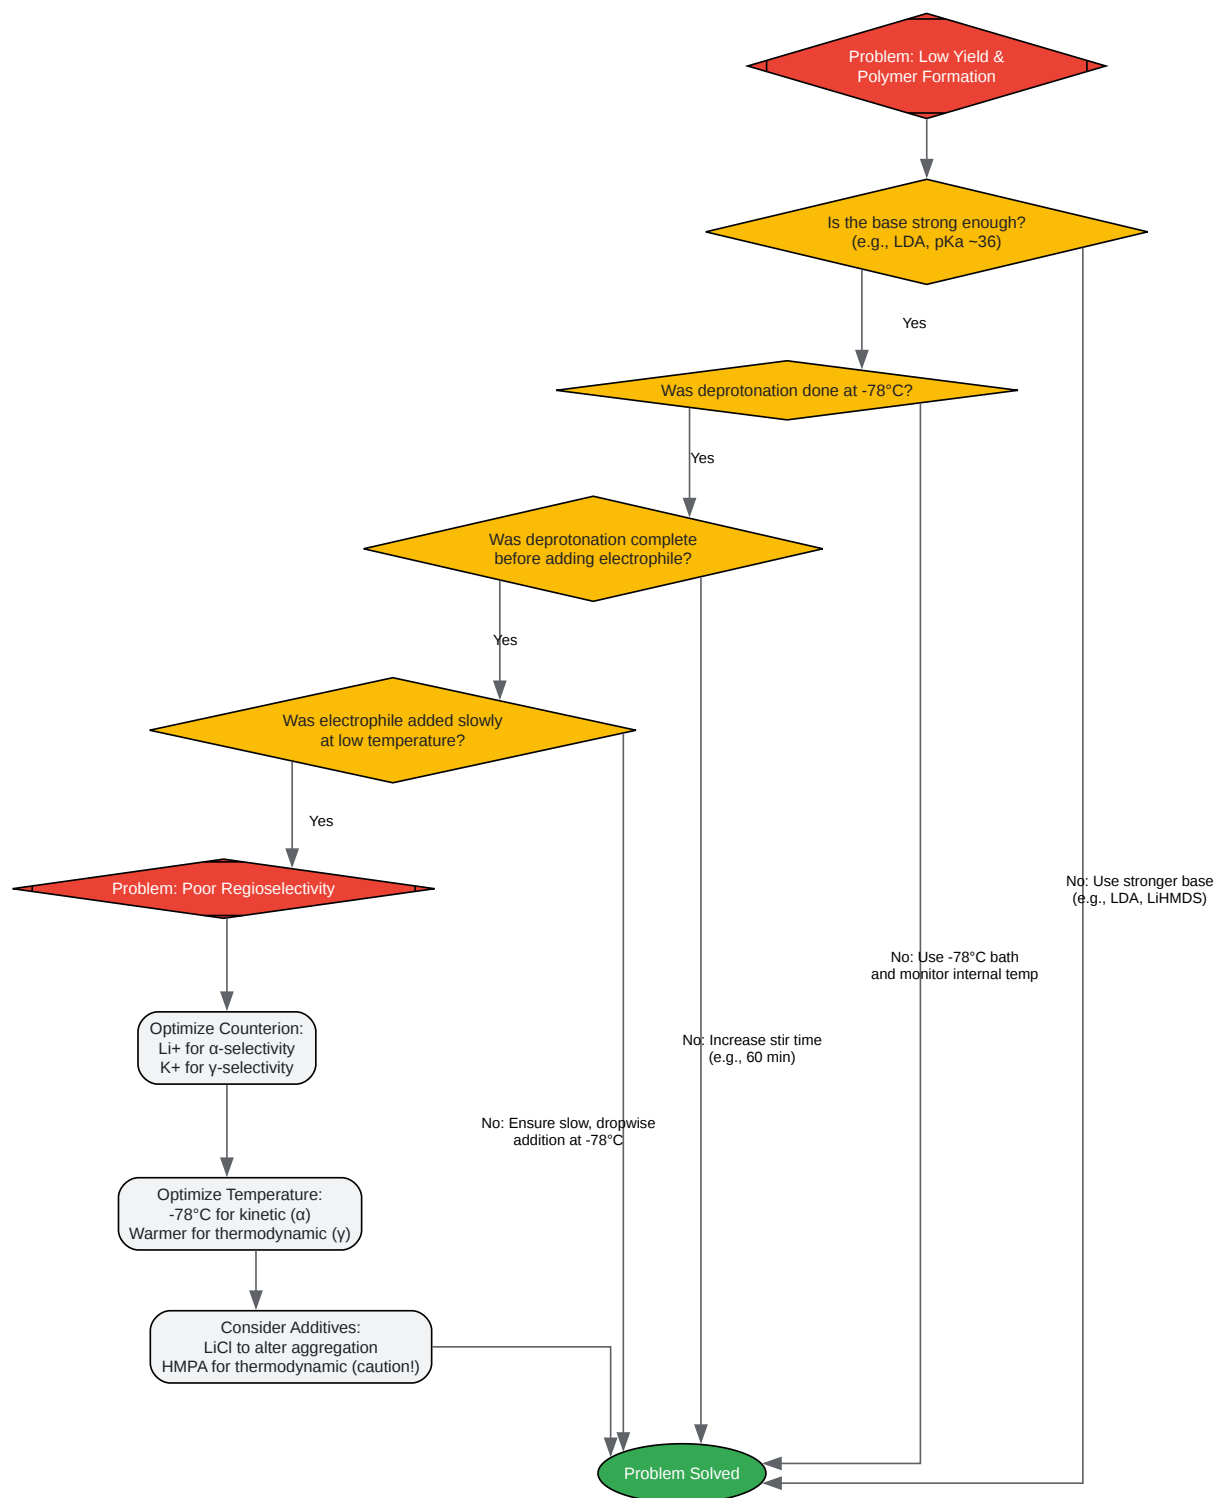 Problem: Low Yield &
Polymer Formation
Is the base strong enough?
(e.g., LDA, pKa ~36)
Yes
Was deprotonation done at -78°C?
Yes
Was deprotonation complete
before adding electrophile?
Yes
Was electrophile added slowly
at low temperature?
Yes
Problem: Poor Regioselectivity
No: Use stronger base
(e.g., LDA, LiHMDS)
No: Use -78°C bath
and monitor internal temp
Optimize Counterion:
Li+ for α-selectivity
K+ for γ-selectivity
No: Increase stir time
(e.g., 60 min)
No: Ensure slow, dropwise
addition at -78°C
Optimize Temperature:
-78°C for kinetic (α)
Warmer for thermodynamic (γ)
Consider Additives:
LiCl to alter aggregation
HMPA for thermodynamic (caution!)
Problem Solved